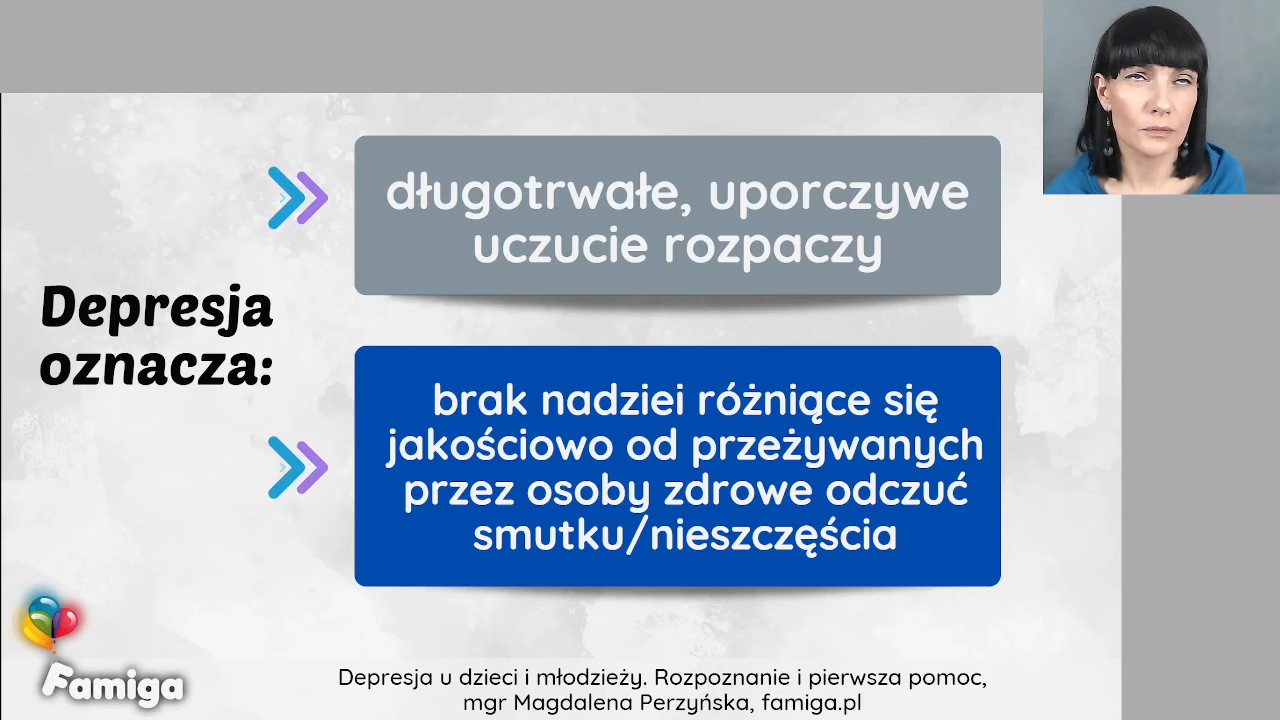 Depresja
oznacza:
długotrwałe, uporczywe
uczucie rozpaczy
brak nadziei różniące się
jakościowo od przeżywanych
przez osoby zdrowe odczuć
smutku/nieszczęścia
Famiga
Depresja u dzieci i młodzieży. Rozpoznanie i pierwsza pomoc,
mgr Magdalena Perzyńska, famiga.pl